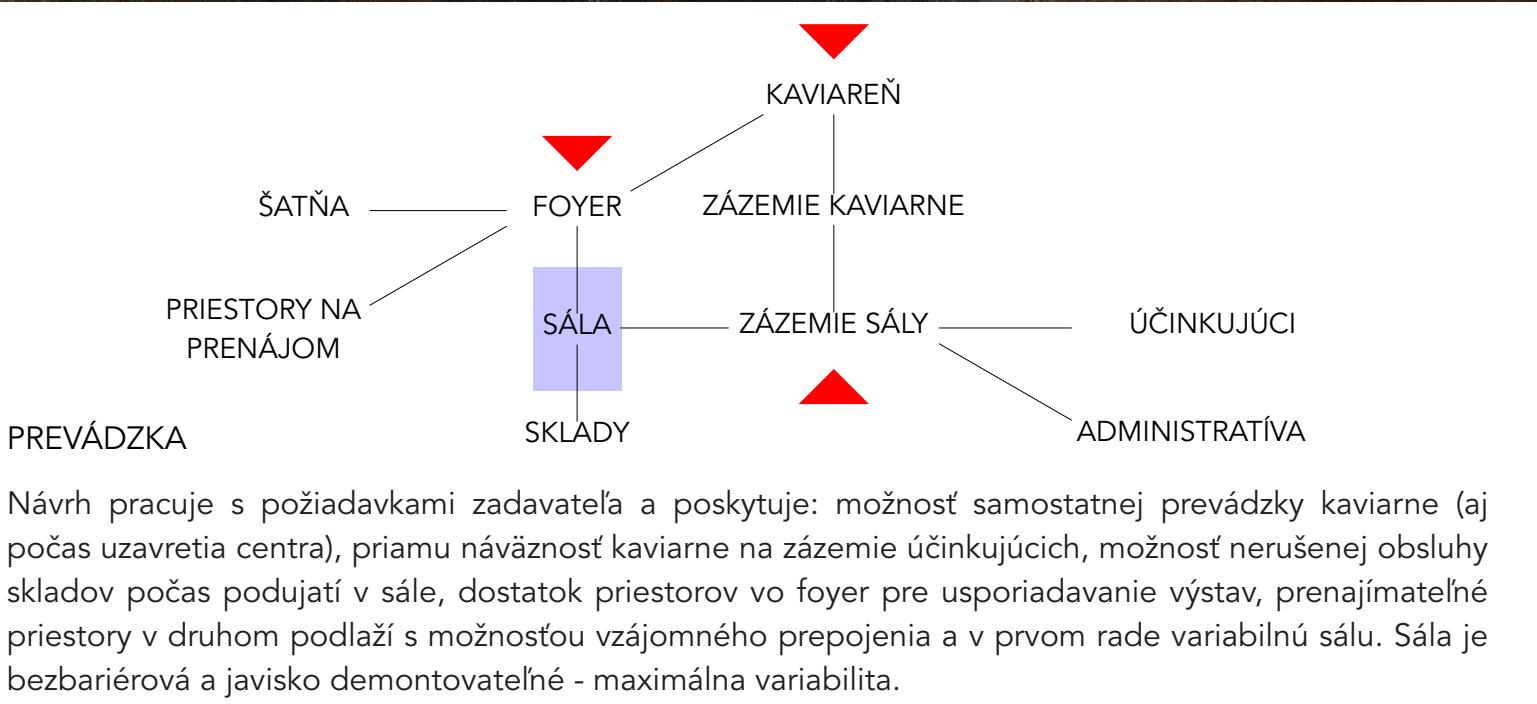 KAVIAREŇ
ŠATŇA
FOYER
ZÁZEMIE KAVIARNE
PRIESTORY NA
PRENÁJOM
SÁLA
ZÁZEMIE SÁLY
ÚČINKUJÚCI
SKLADY
ADMINISTRATÍVA
PREVÁDZKA
Návrh pracuje s požiadavkami zadavateľa a poskytuje: možnosť samostatnej prevádzky kaviarne (aj
počas uzavretia centra), priamu náväznosť kaviarne na zázemie účinkujúcich, možnosť nerušenej obsluhy
skladov počas podujatí v sále, dostatok priestorov vo foyer pre usporiadavanie výstav, prenajímateľné
priestory v druhom podlaží s možnosťou vzájomného prepojenia a v prvom rade variabilnú sálu. Sála je
bezbariérová a javisko demontovateľné - maximálna variabilita.